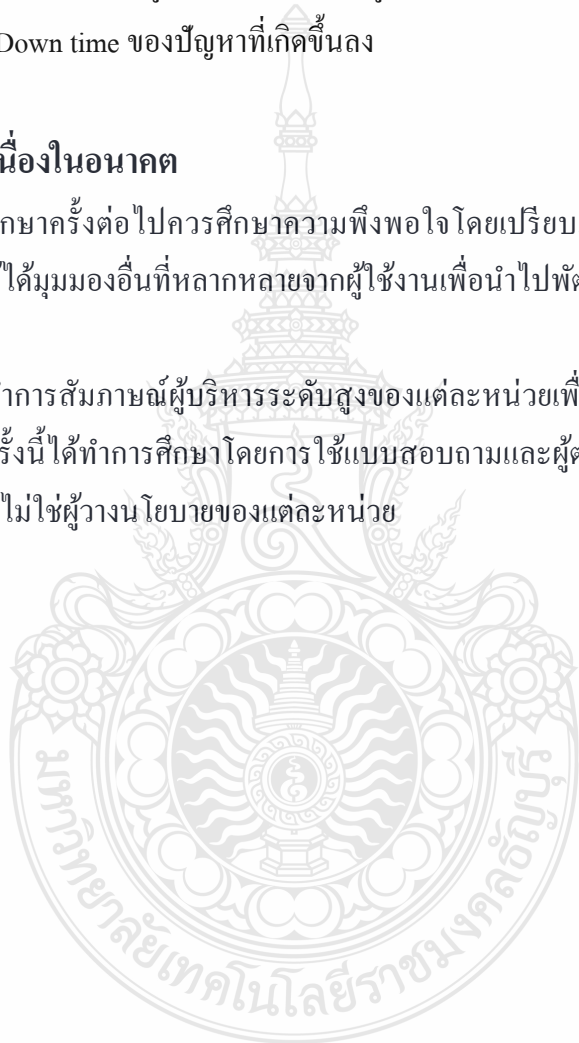 Down time ของปัญหาที่เกิดขึ้นลง
นื่องในอนาคต
กษาครั้งต่อไปควรศึกษาความพึงพอใจโดยเปรียบ
ได้มุมมองอื่นที่หลากหลายจากผู้ใช้งานเพื่อนำไปพัต
การสัมภาษณ์ผู้บริหารระดับสูงของแต่ละหน่วยเพื่
รั้งนี้ได้ทำการศึกษาโดยการใช้แบบสอบถามและผู้ต
ไม่ใช่ผู้วางนโยบายของแต่ละหน่วย
มหาวิทยาลัยเทคโนโลยีราชมงคลธัญบุรี